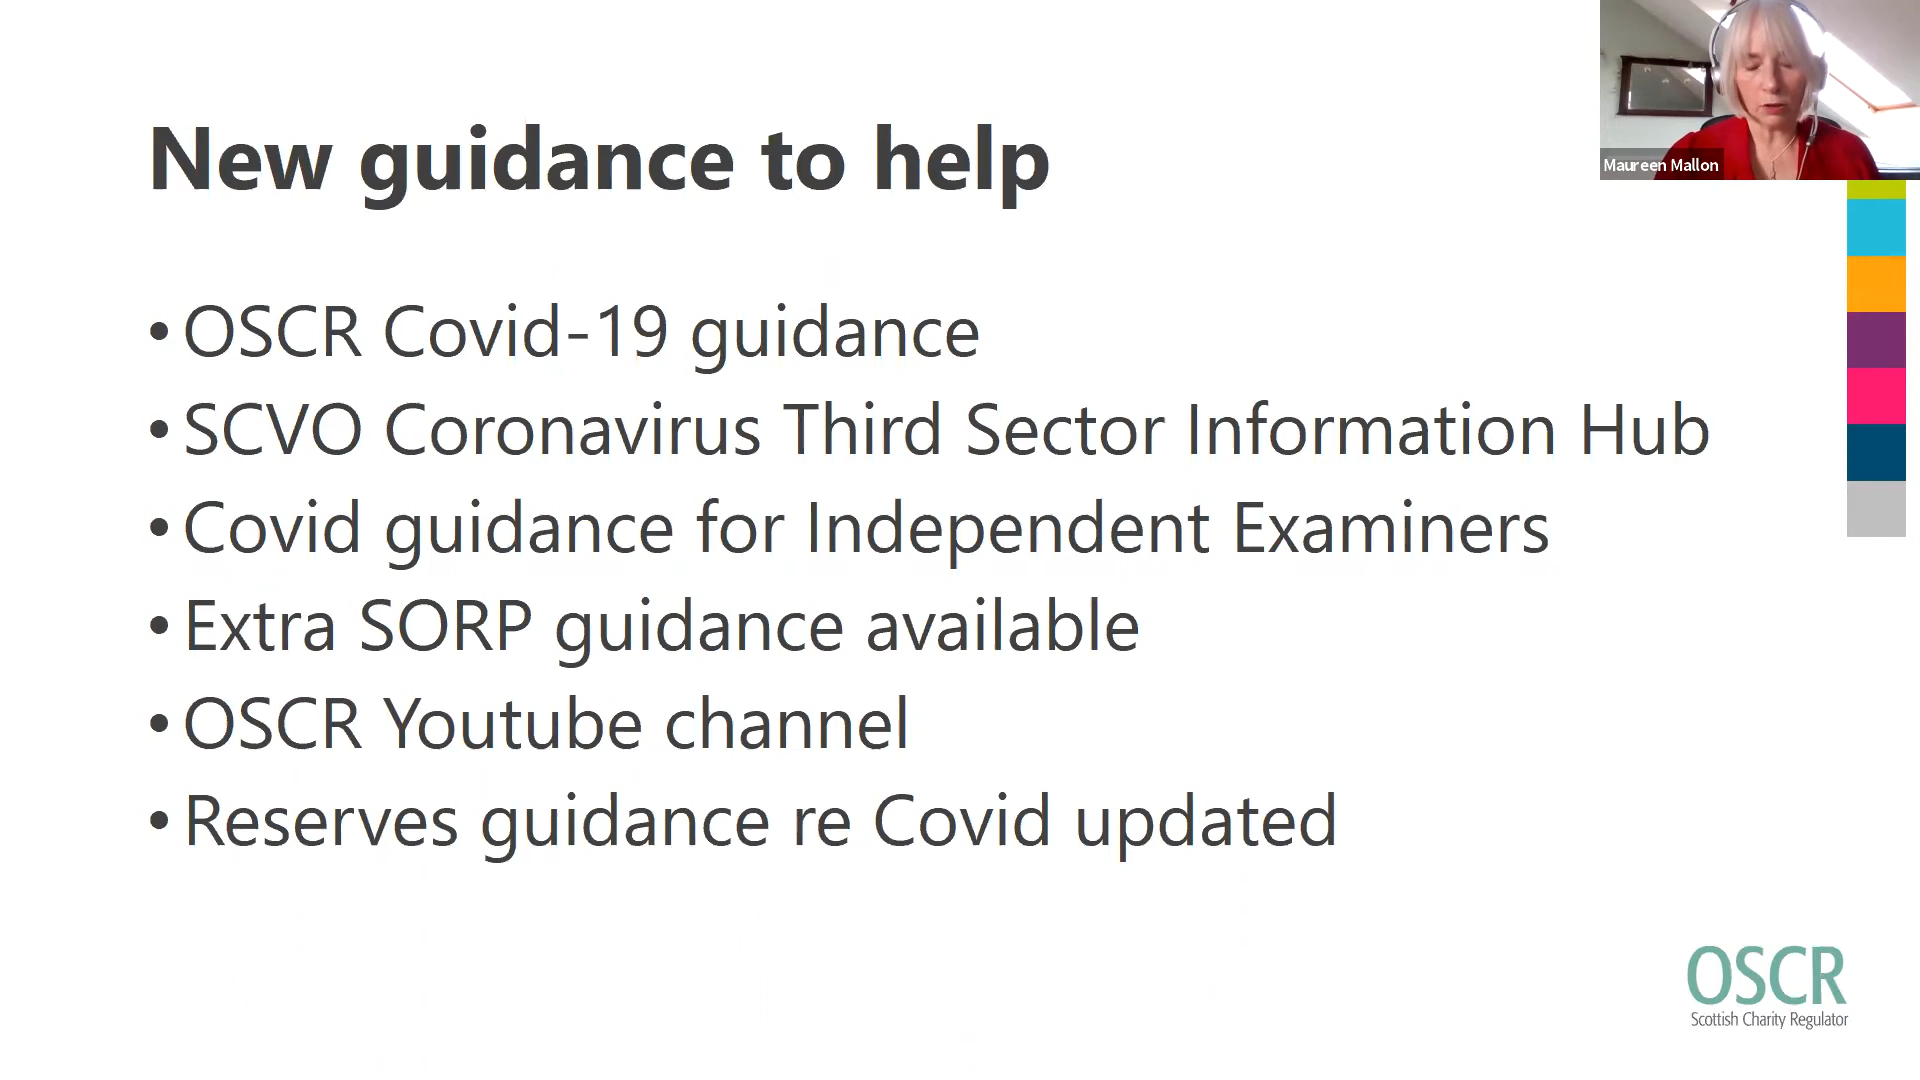 New guidance to help
• OSCR Covid-19 guidance
• SCVO Coronavirus Third Sector Information Hub
• Covid guidance for Independent Examiners
• Extra SORP guidance available
• OSCR Youtube channel
• Reserves guidance re Covid updated
Maureen Mallon
OSCR
Scottish Charity Regulator